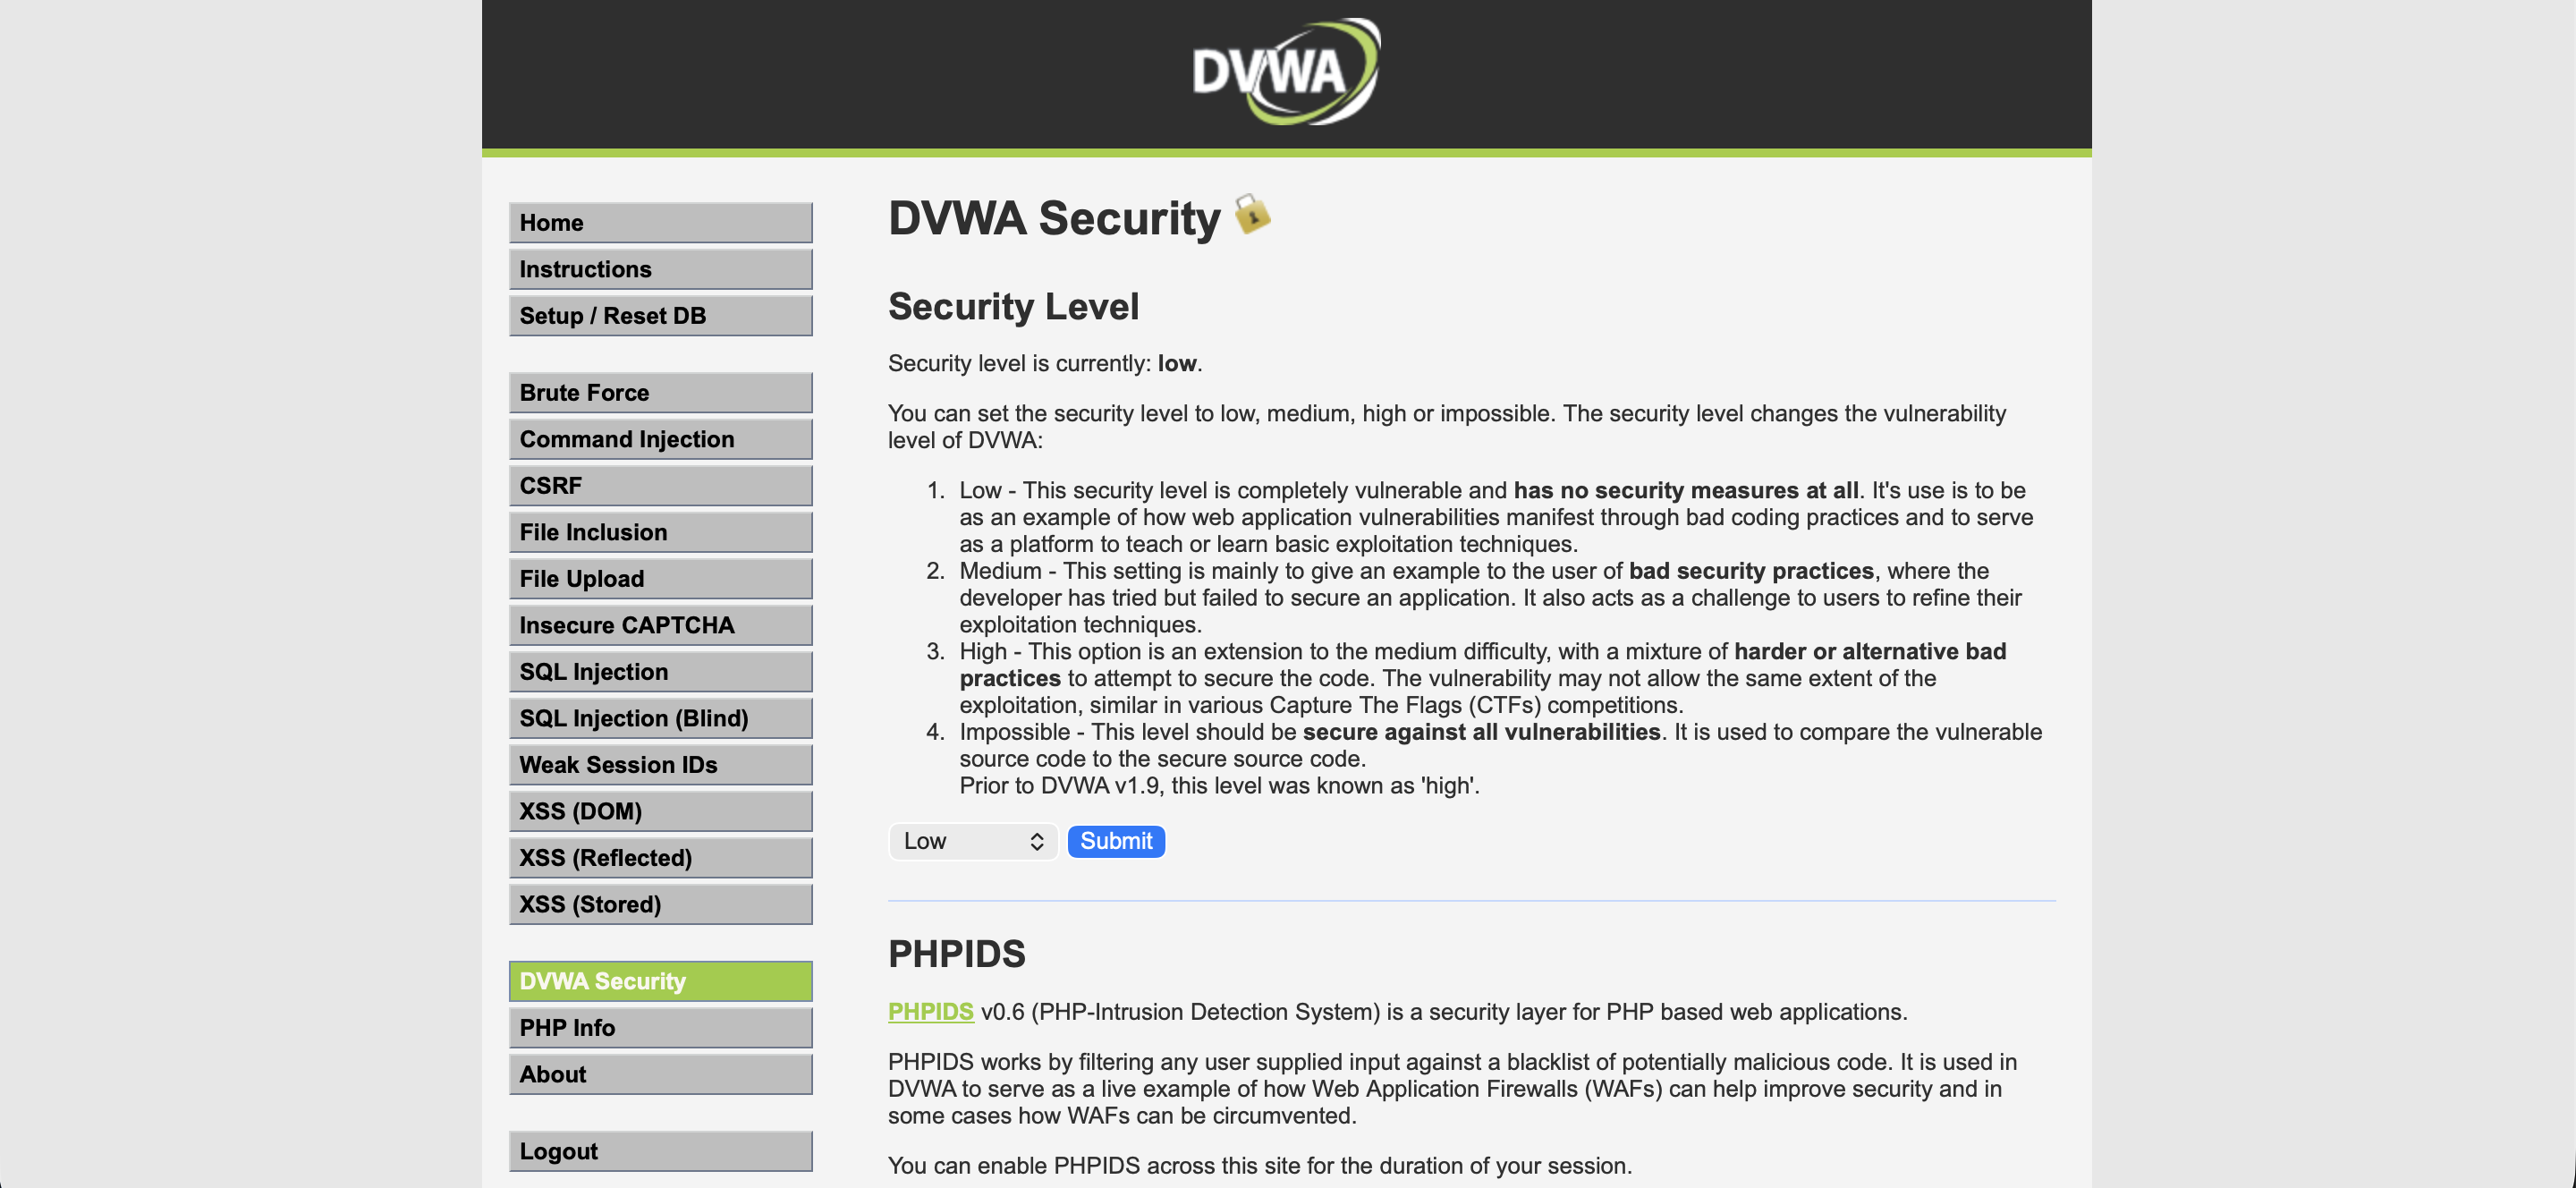 DVWA
Home
Instructions
Setup / Reset DB
Brute Force
Command Injection
CSRF
File Inclusion
File Upload
Insecure CAPTCHA
SQL Injection
SQL Injection (Blind)
Weak Session IDs
XSS (DOM)
XSS (Reflected)
XSS (Stored)
DVWA Security
PHP Info
About
Logout
DVWA Security
Security Level
Security level is currently: low.
You can set the security level to low, medium, high or impossible. The security level changes the vulnerability
level of DVWA:
1. Low - This security level is completely vulnerable and has no security measures at all. It's use is to be
as an example of how web application vulnerabilities manifest through bad coding practices and to serve
as a platform to teach or learn basic exploitation techniques.
2. Medium - This setting is mainly to give an example to the user of bad security practices, where the
developer has tried but failed to secure an application. It also acts as a challenge to users to refine their
exploitation techniques.
3. High - This option is an extension to the medium difficulty, with a mixture of harder or alternative bad
practices to attempt to secure the code. The vulnerability may not allow the same extent of the
exploitation, similar in various Capture The Flags (CTFs) competitions.
4. Impossible - This level should be secure against all vulnerabilities. It is used to compare the vulnerable
source code to the secure source code.
Prior to DVWA v1.9, this level was known as 'high'.
Low Submit
PHPIDS
PHPIDS v0.6 (PHP-Intrusion Detection System) is a security layer for PHP based web applications.
PHPIDS works by filtering any user supplied input against a blacklist of potentially malicious code. It is used in
DVWA to serve as a live example of how Web Application Firewalls (WAFs) can help improve security and in
some cases how WAFs can be circumvented.
You can enable PHPIDS across this site for the duration of your session.